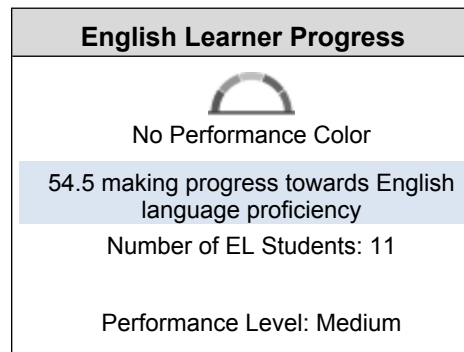 English Learner Progress
No Performance Color
54.5 making progress towards English
language proficiency
Number of EL Students: 11
Performance Level: Medium